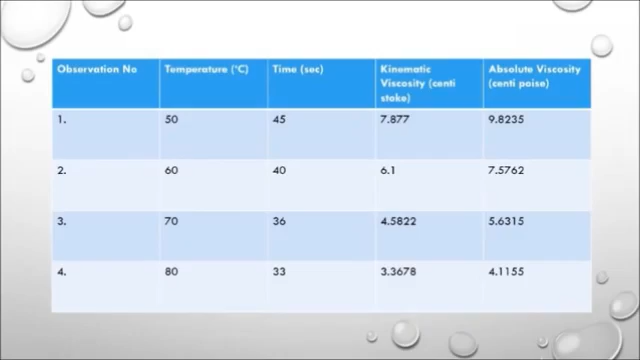 Observation No Temperature (°C) Time (sec) Kinematic Viscosity (centi stoke) Absolute Viscosity (centi poise)
1. 50 45 7.877 9.8235
2. 60 40 6.1 7.5762
3. 70 36 4.5822 5.6315
4. 80 33 3.3678 4.1155